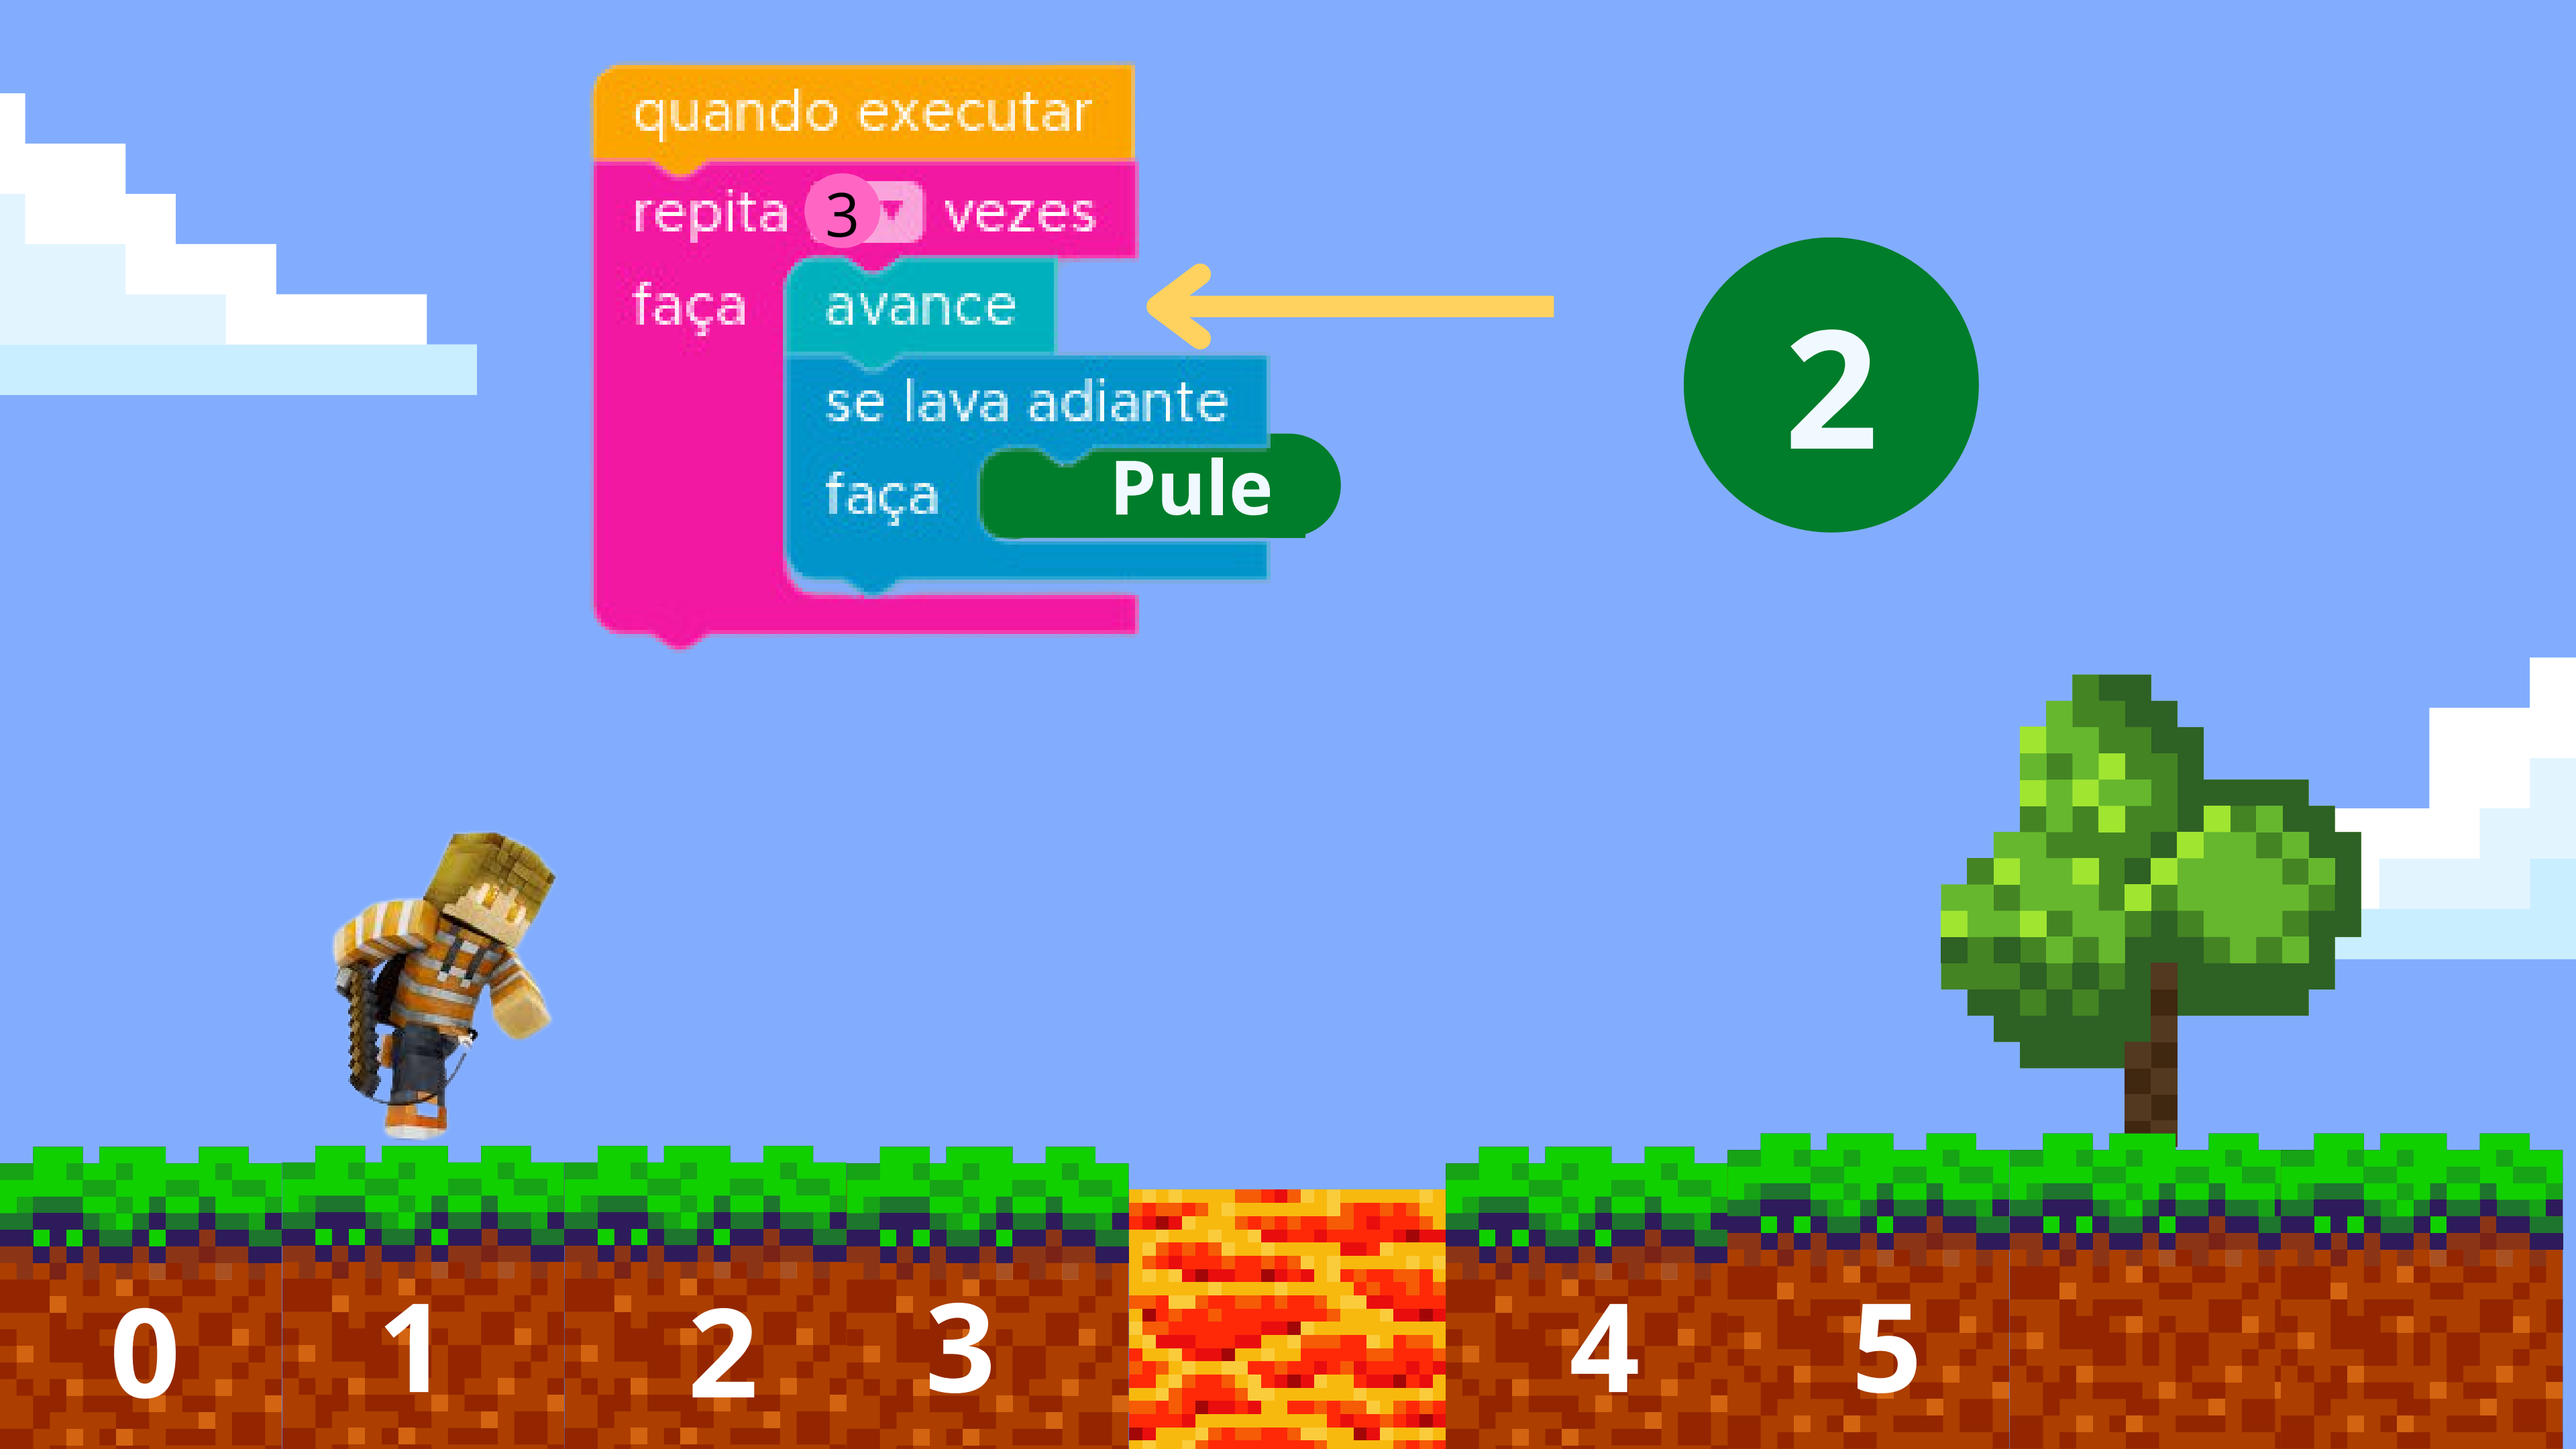 quando executar
repita 3 vezes
faça avance
se lava adiante
faça Pule
2
0 1 2 3 4 5